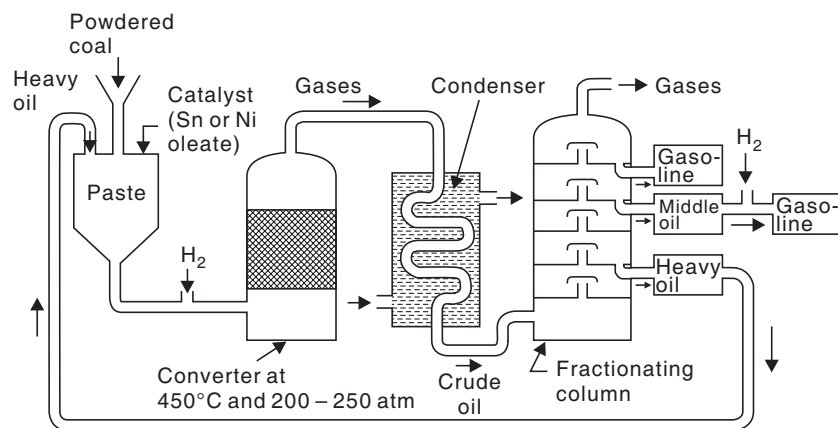 Powdered
coal
Heavy
oil
Catalyst
(Sn or Ni
oleate)
Paste
H2
Gases
Condenser
Gases
Gaso-
line
H2
Middle
oil
Gaso-
line
Heavy
oil
Converter at
450°C and 200 – 250 atm
Crude
oil
Fractionating
column